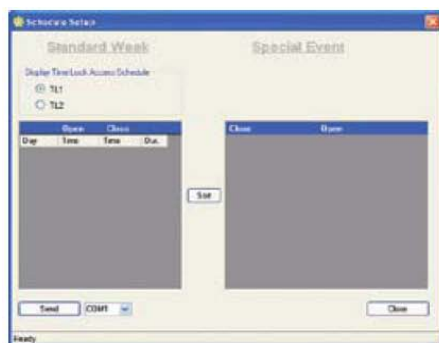 Schedule Setup
Standard Week Special Event
Display Time Lock Access Schedule
TL1
TL2
Open Close
Day Time Time Dur.
Close Open
Send COM1 Close
Ready